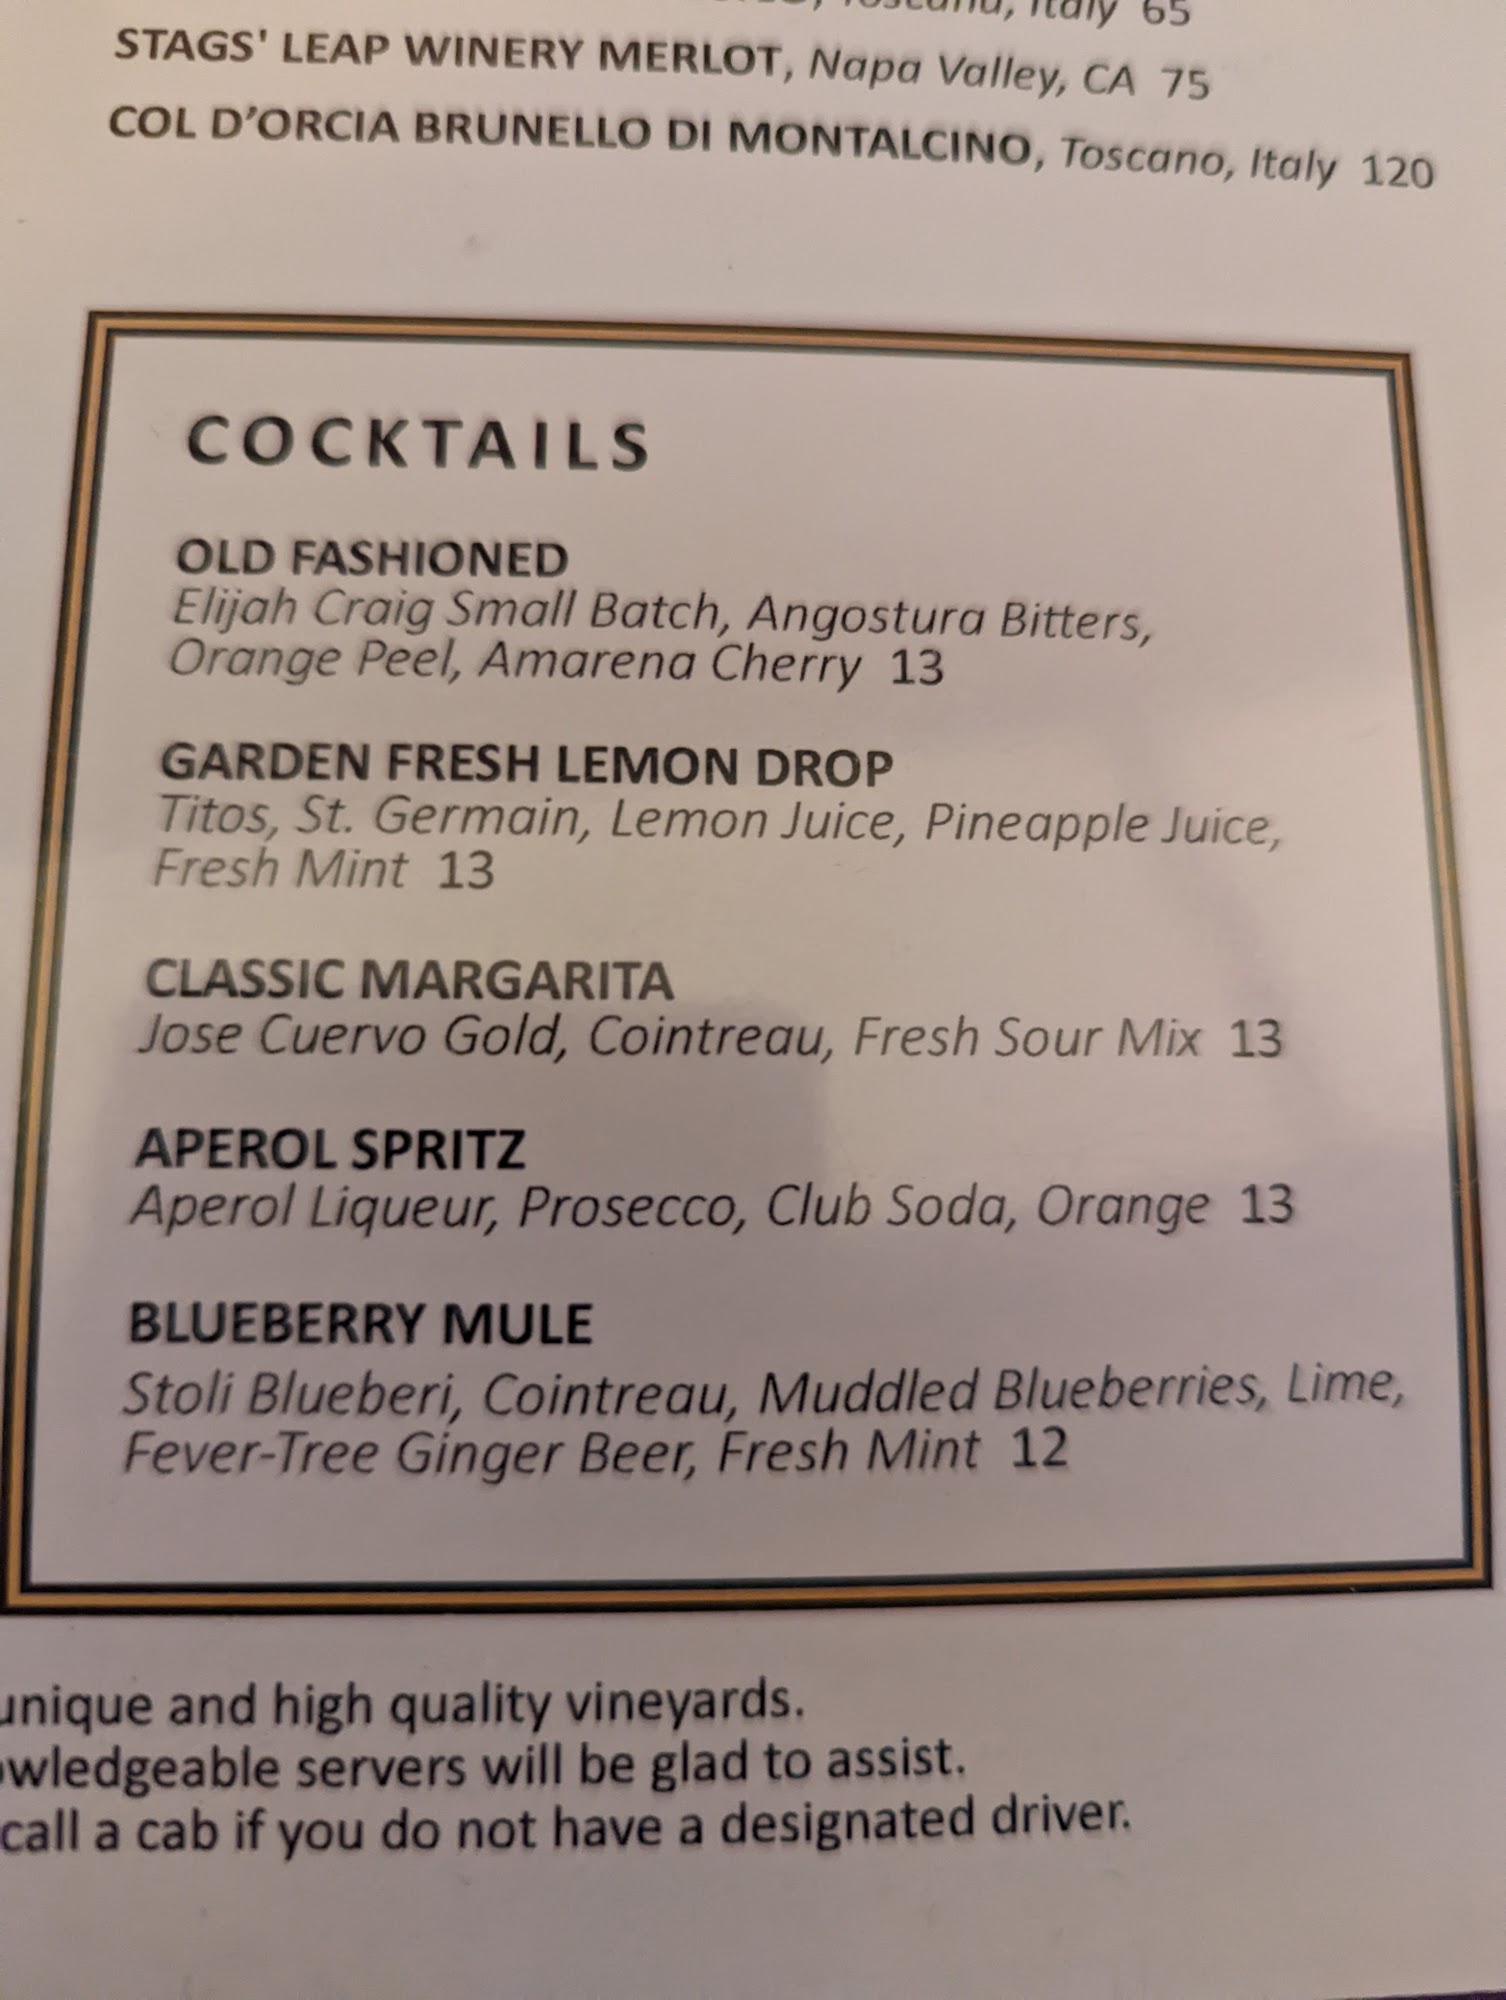 Italy 65
STAGS' LEAP WINERY MERLOT, Napa Valley, CA 75
COL D'ORCIA BRUNELLO DI MONTALCINO, Toscano, Italy 120
COCKTAILS
OLD FASHIONED
Elijah Craig Small Batch, Angostura Bitters,
Orange Peel, Amarena Cherry 13
GARDEN FRESH LEMON DROP
Titos, St. Germain, Lemon Juice, Pineapple Juice,
Fresh Mint 13
CLASSIC MARGARITA
Jose Cuervo Gold, Cointreau, Fresh Sour Mix 13
APEROL SPRITZ
Aperol Liqueur, Prosecco, Club Soda, Orange 13
BLUEBERRY MULE
Stoli Blueberi, Cointreau, Muddled Blueberries, Lime,
Fever-Tree Ginger Beer, Fresh Mint 12
unique and high quality vineyards.
owledgeable servers will be glad to assist.
call a cab if you do not have a designated driver.